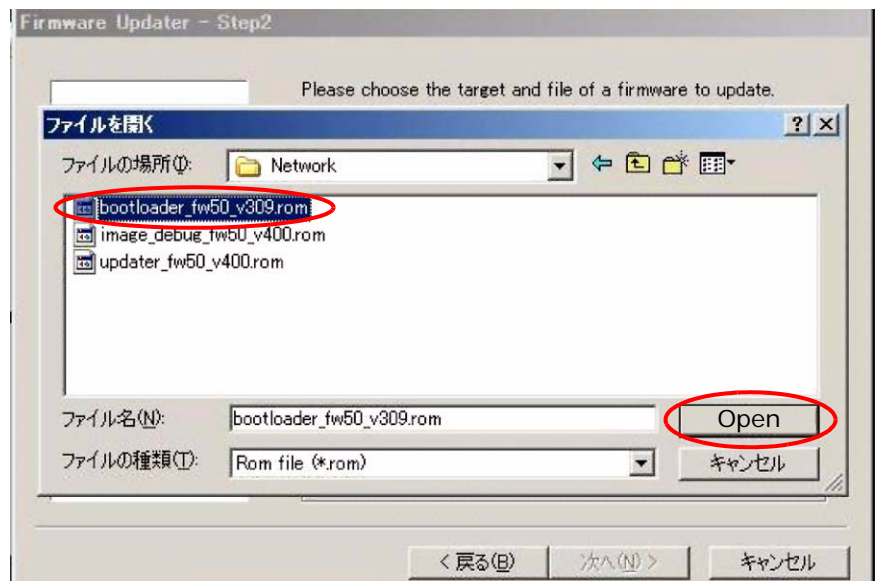 Firmware Updater - Step2
Please choose the target and file of a firmware to update.
ファイルを開く
ファイルの場所(I): Network
bootloader_fw50_v309.rom
image_debug_fw50_v400.rom
updater_fw50_v400.rom
ファイル名(N): bootloader_fw50_v309.rom Open
ファイルの種類(T): Rom file (*.rom) キャンセル
< 戻る(B) 次へ(N) > キャンセル